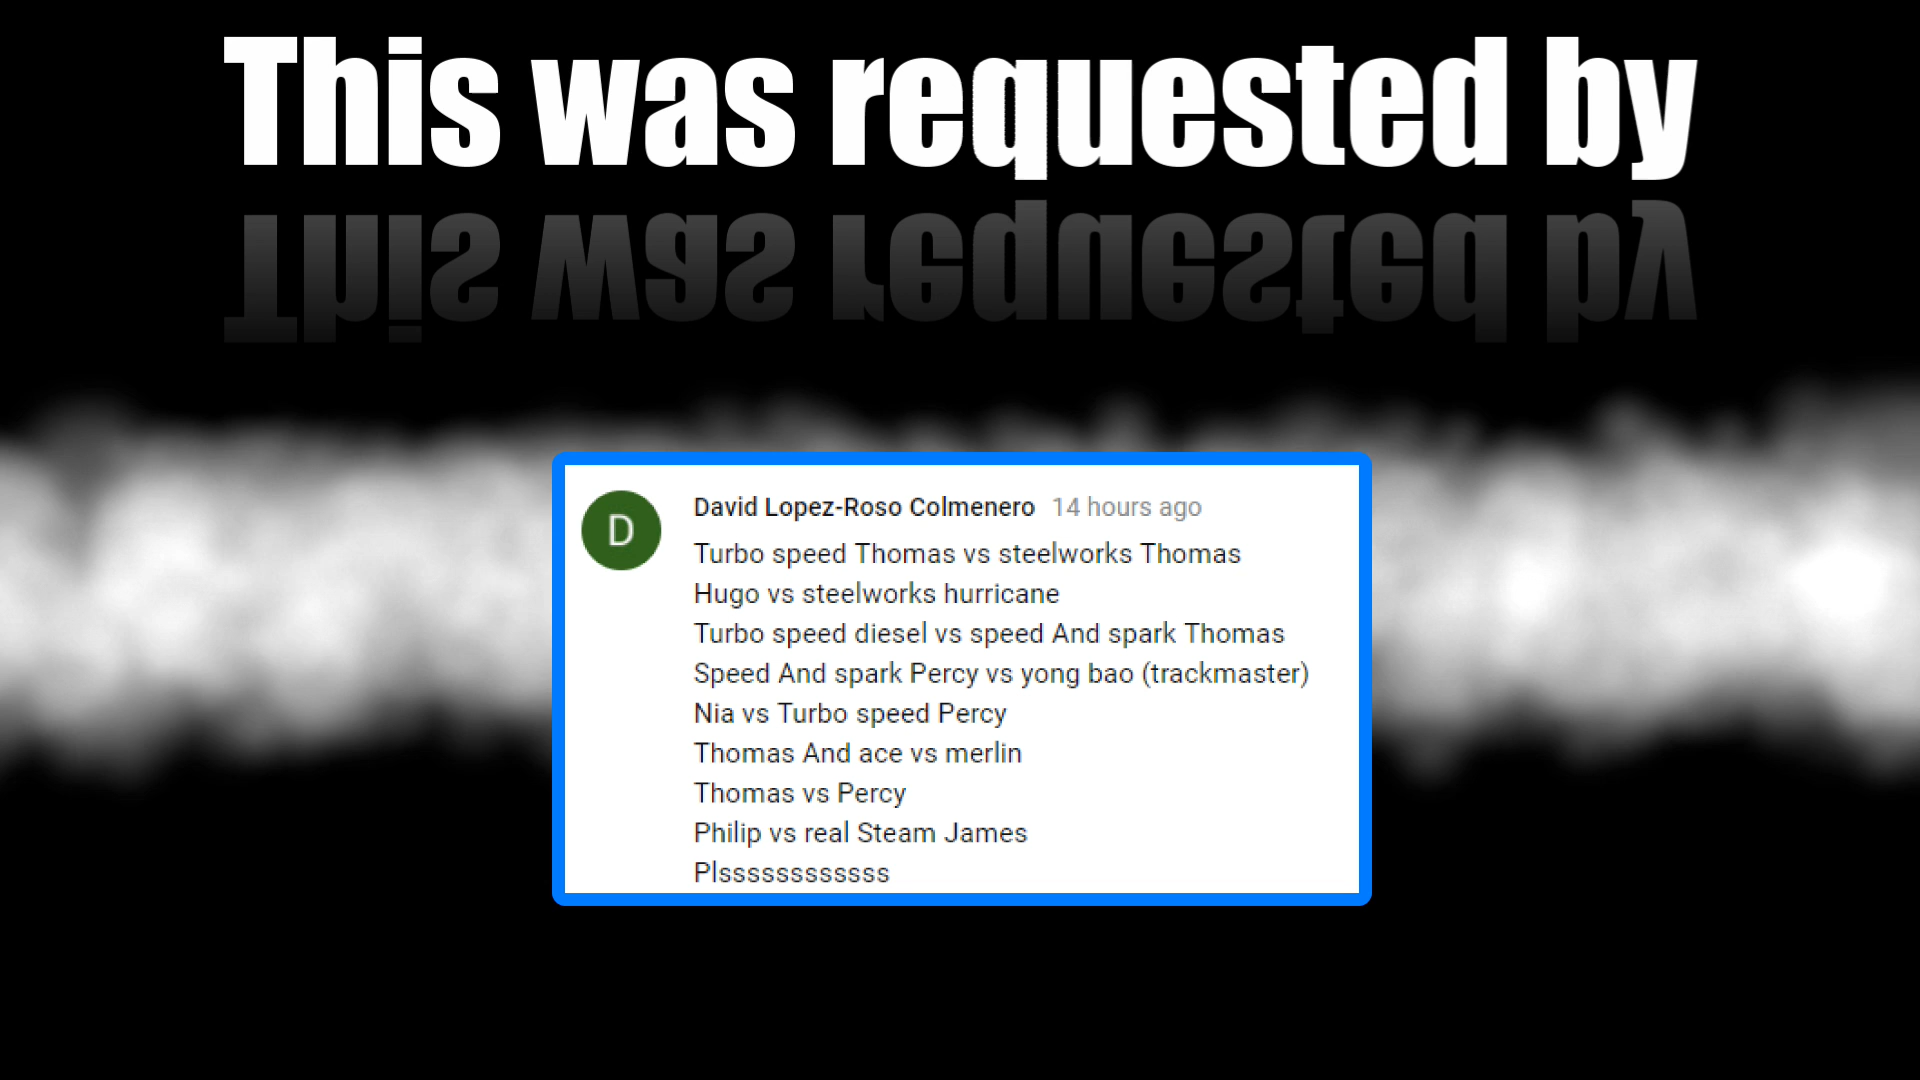 This was requested by
D
David Lopez-Roso Colmenero 14 hours ago
Turbo speed Thomas vs steelworks Thomas
Hugo vs steelworks hurricane
Turbo speed diesel vs speed And spark Thomas
Speed And spark Percy vs yong bao (trackmaster)
Nia vs Turbo speed Percy
Thomas And ace vs merlin
Thomas vs Percy
Philip vs real Steam James
Plssssssssssss